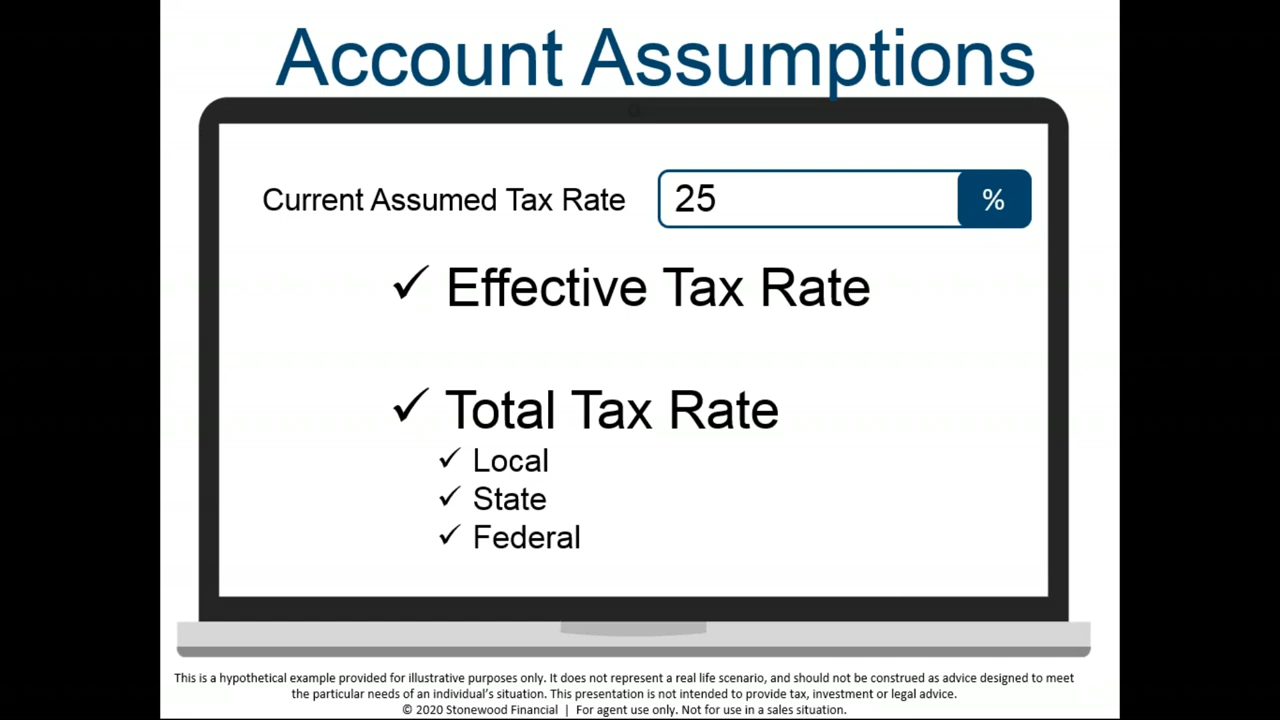 Account Assumptions
Current Assumed Tax Rate 25 %
✓ Effective Tax Rate
✓ Total Tax Rate
✓ Local
✓ State
✓ Federal
This is a hypothetical example provided for illustrative purposes only. It does not represent a real life scenario, and should not be construed as advice designed to meet
the particular needs of an individual's situation. This presentation is not intended to provide tax, investment or legal advice.
© 2020 Stonewood Financial | For agent use only. Not for use in a sales situation.